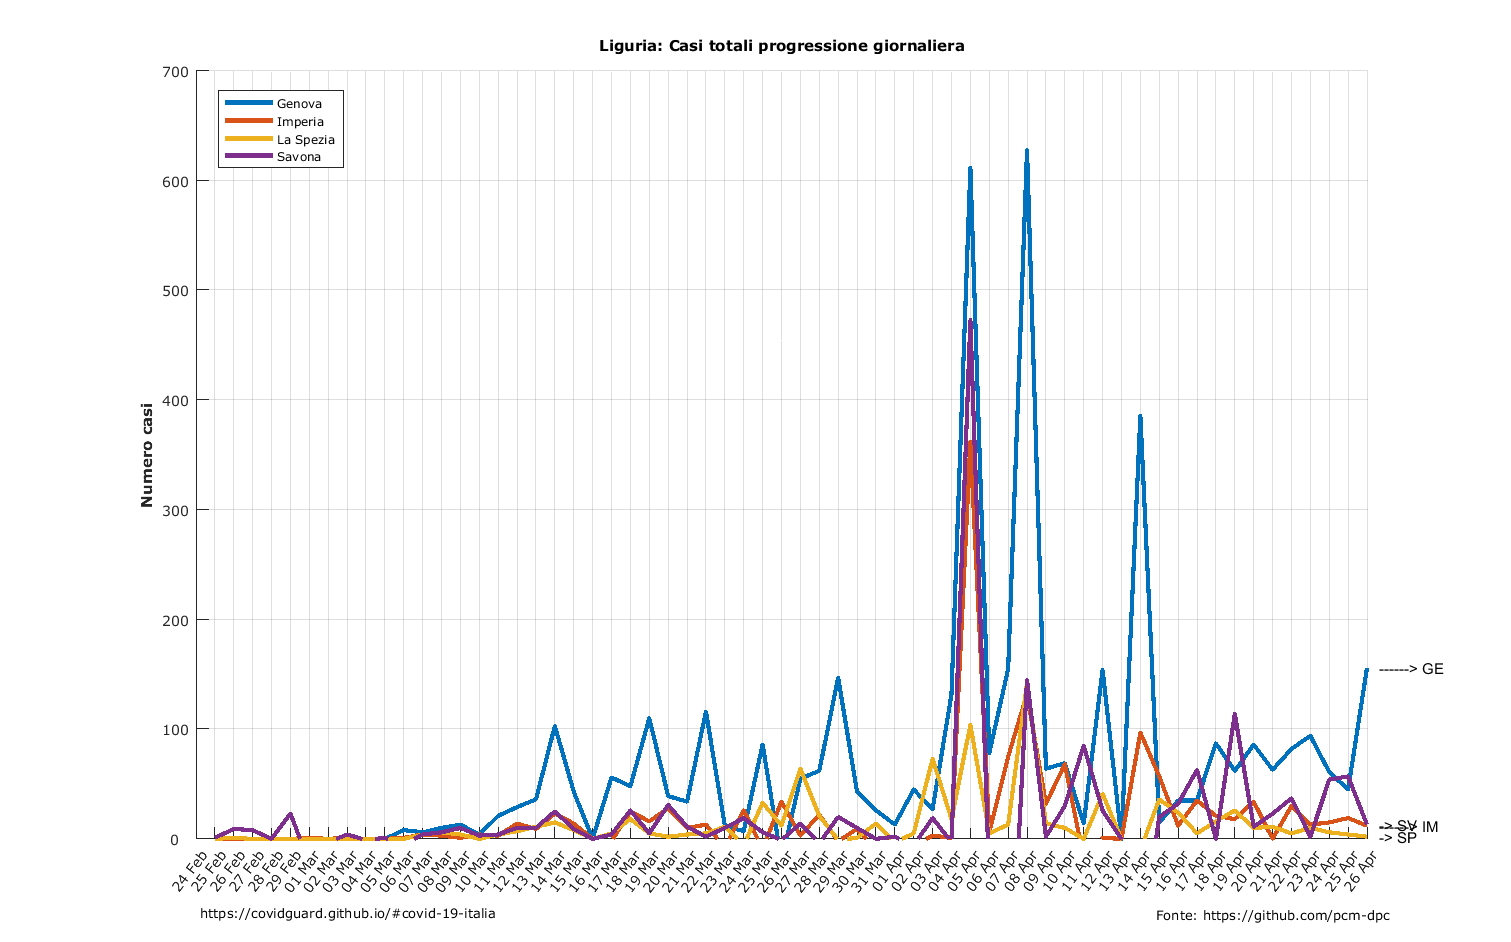 Liguria: Casi totali progressione giornaliera
700
600
500
400
300
200
100
0
Numero casi
Genova
Imperia
La Spezia
Savona
------> GE
-> SV
------> IM
-> SP
24 Feb
25 Feb
26 Feb
27 Feb
28 Feb
29 Feb
01 Mar
02 Mar
03 Mar
04 Mar
05 Mar
06 Mar
07 Mar
08 Mar
09 Mar
10 Mar
11 Mar
12 Mar
13 Mar
14 Mar
15 Mar
16 Mar
17 Mar
18 Mar
19 Mar
20 Mar
21 Mar
22 Mar
23 Mar
24 Mar
25 Mar
26 Mar
27 Mar
28 Mar
29 Mar
30 Mar
31 Mar
01 Apr
02 Apr
03 Apr
04 Apr
05 Apr
06 Apr
07 Apr
08 Apr
09 Apr
10 Apr
11 Apr
12 Apr
13 Apr
14 Apr
15 Apr
16 Apr
17 Apr
18 Apr
19 Apr
20 Apr
21 Apr
22 Apr
23 Apr
24 Apr
25 Apr
26 Apr
https://covidguard.github.io/#covid-19-italia
Fonte: https://github.com/pcm-dpc